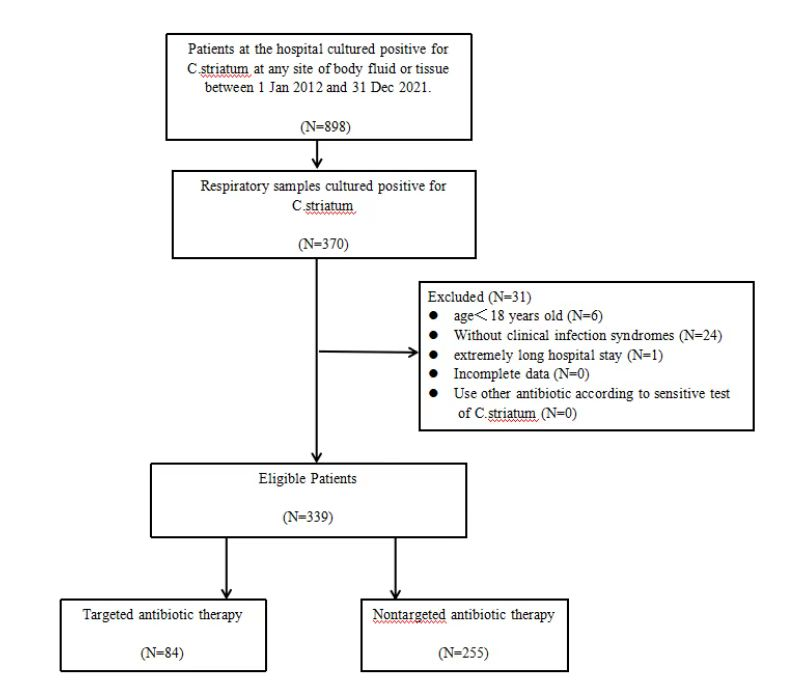 Patients at the hospital cultured positive for
C.striatum at any site of body fluid or tissue
between 1 Jan 2012 and 31 Dec 2021.
(N=898)
Respiratory samples cultured positive for
C.striatum
(N=370)
Excluded (N=31)
● age＜18 years old (N=6)
● Without clinical infection syndromes (N=24)
● extremely long hospital stay (N=1)
● Incomplete data (N=0)
● Use other antibiotic according to sensitive test
of C.striatum (N=0)
Eligible Patients
(N=339)
Targeted antibiotic therapy
(N=84)
Nontargeted antibiotic therapy
(N=255)